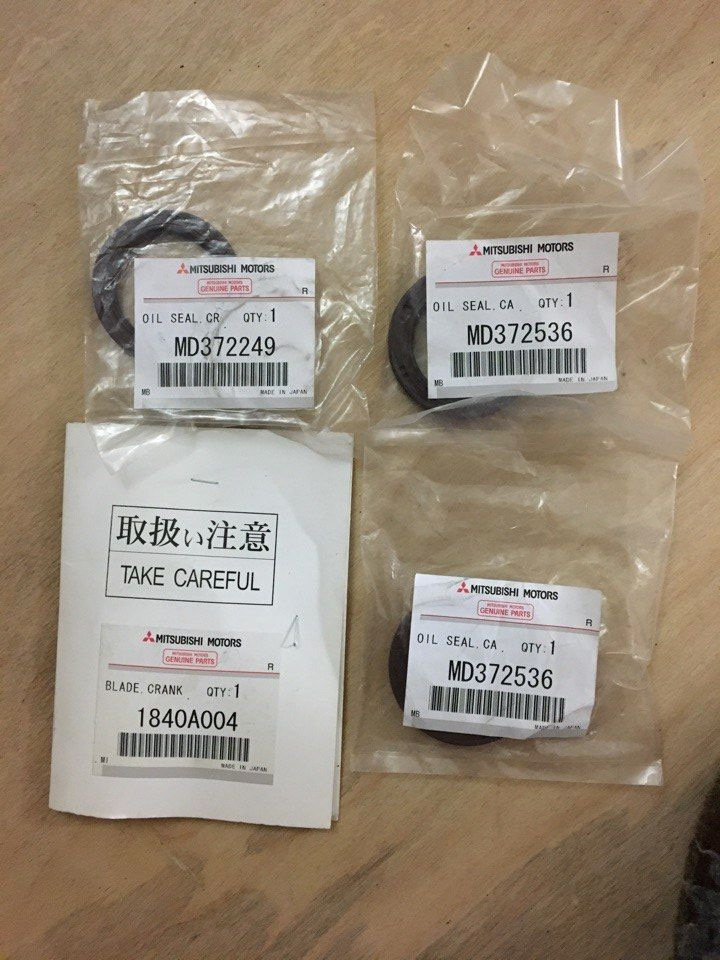 MITSUBISHI MOTORS
MITSUBISHI MOTORS
GENUINE PARTS
R
OIL SEAL,CR. QTY:1
MD372249
MB MADE IN JAPAN
MITSUBISHI MOTORS
MITSUBISHI MOTORS
GENUINE PARTS
R
OIL SEAL,CA. QTY:1
MD372536
MB MADE IN JAPAN
取扱い注意
TAKE CAREFUL
MITSUBISHI MOTORS
MITSUBISHI MOTORS
GENUINE PARTS
R
BLADE,CRANK QTY:1
1840A004
MI MADE IN JAPAN
MITSUBISHI MOTORS
MITSUBISHI MOTORS
GENUINE PARTS
R
OIL SEAL,CA. QTY:1
MD372536
MB MADE IN JAPAN